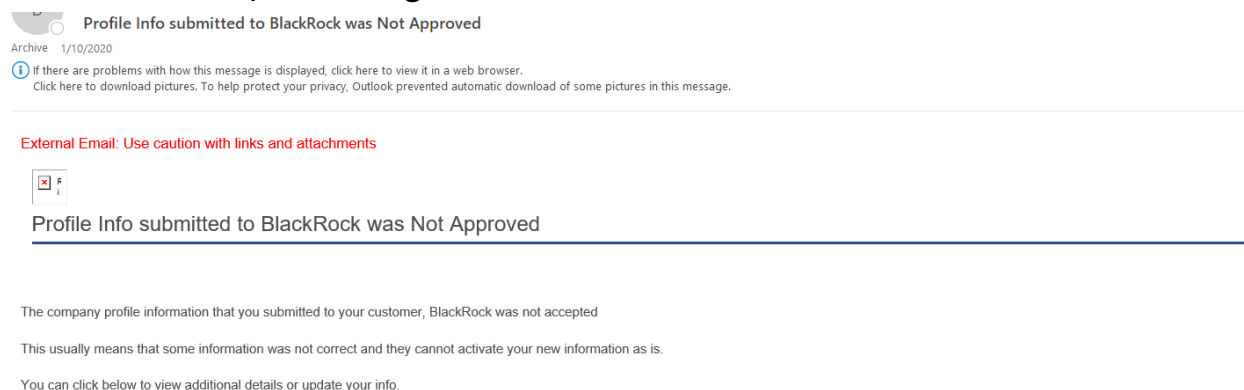 Profile Info submitted to BlackRock was Not Approved
Archive 1/10/2020
If there are problems with how this message is displayed, click here to view it in a web browser.
Click here to download pictures. To help protect your privacy, Outlook prevented automatic download of some pictures in this message.
External Email: Use caution with links and attachments
Profile Info submitted to BlackRock was Not Approved
The company profile information that you submitted to your customer, BlackRock was not accepted
This usually means that some information was not correct and they cannot activate your new information as is.
You can click below to view additional details or update your info.